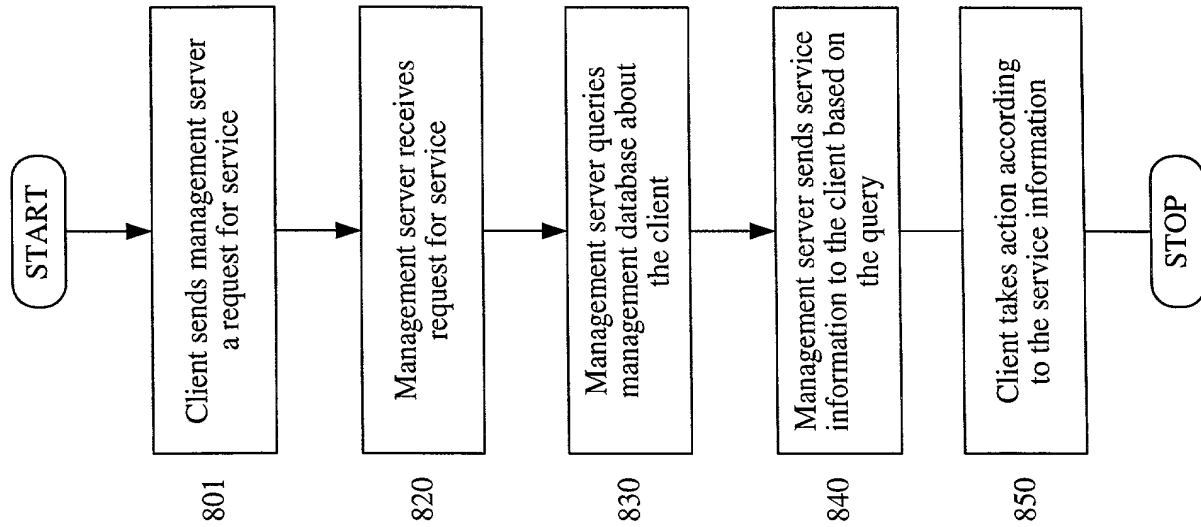 START
801
Client sends management server
a request for service
820
Management server receives
request for service
830
Management server queries
management database about
the client
840
Management server sends service
information to the client based on
the query
850
Client takes action according
to the service information
STOP